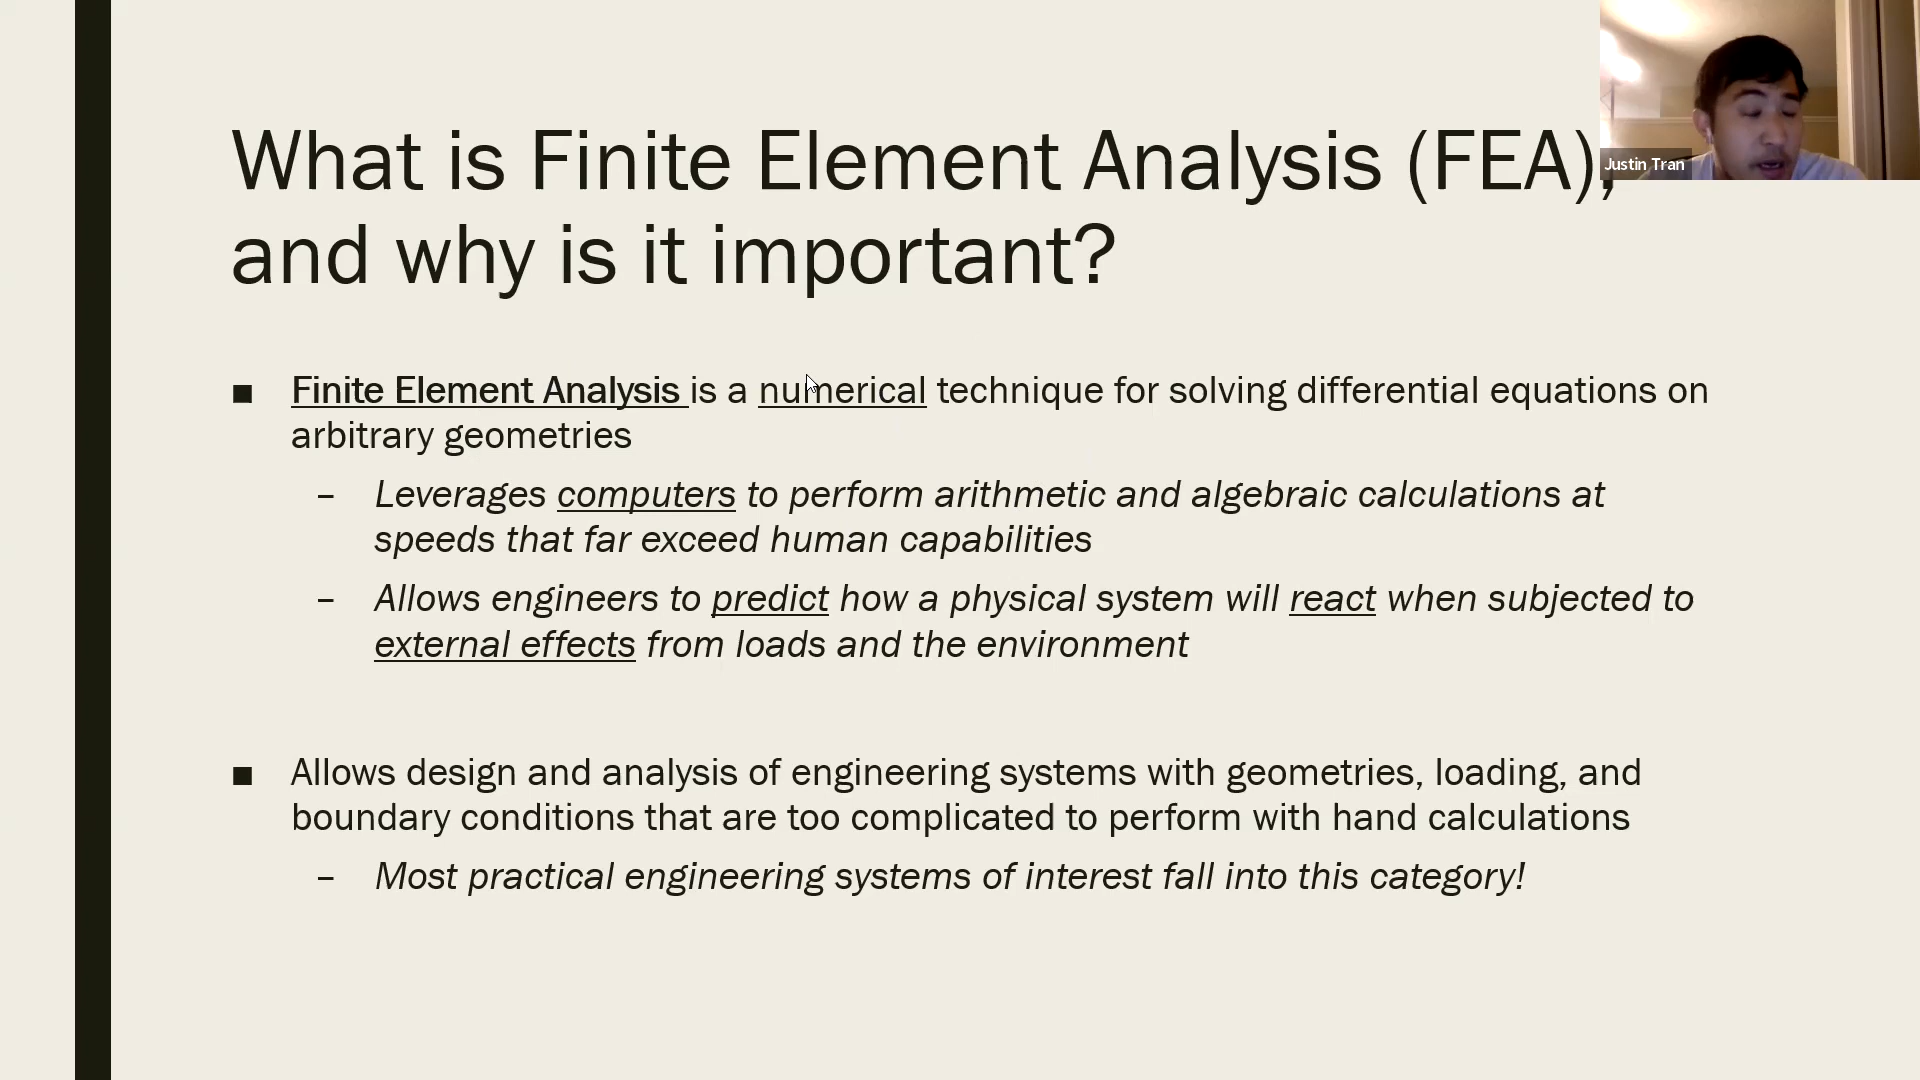 What is Finite Element Analysis (FEA),
and why is it important?
Justin Tran
■ Finite Element Analysis is a numerical technique for solving differential equations on
arbitrary geometries
– Leverages computers to perform arithmetic and algebraic calculations at
speeds that far exceed human capabilities
– Allows engineers to predict how a physical system will react when subjected to
external effects from loads and the environment
■ Allows design and analysis of engineering systems with geometries, loading, and
boundary conditions that are too complicated to perform with hand calculations
– Most practical engineering systems of interest fall into this category!